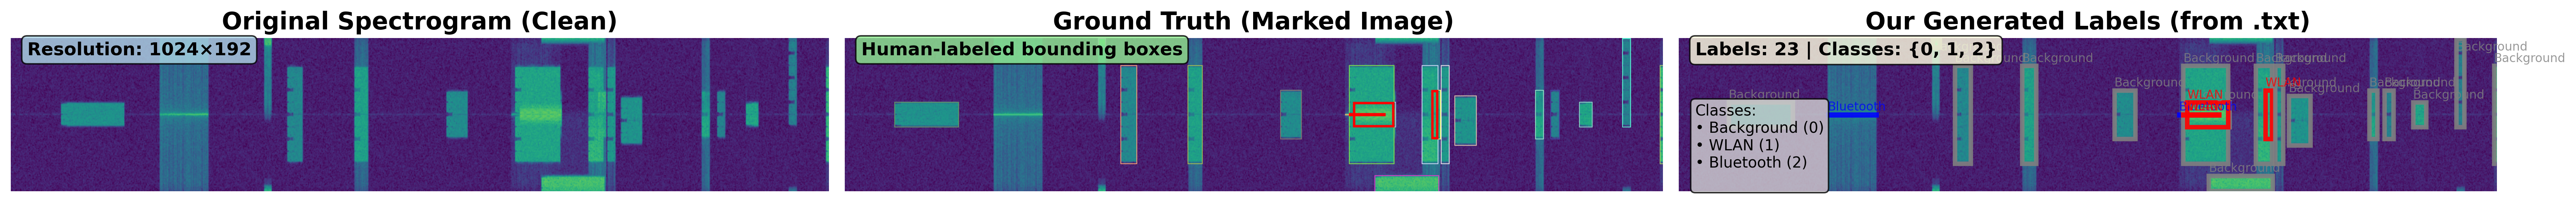 Original Spectrogram (Clean)
Resolution: 1024×192
Ground Truth (Marked Image)
Human-labeled bounding boxes
Our Generated Labels (from .txt)
Labels: 23 | Classes: {0, 1, 2}
Background
Background
Background
Background
Background
Background
Background
WLAN
Background
Background
Background
Background
WLAN
Bluetooth
Bluetooth
Classes:
• Background (0)
• WLAN (1)
• Bluetooth (2)
Background